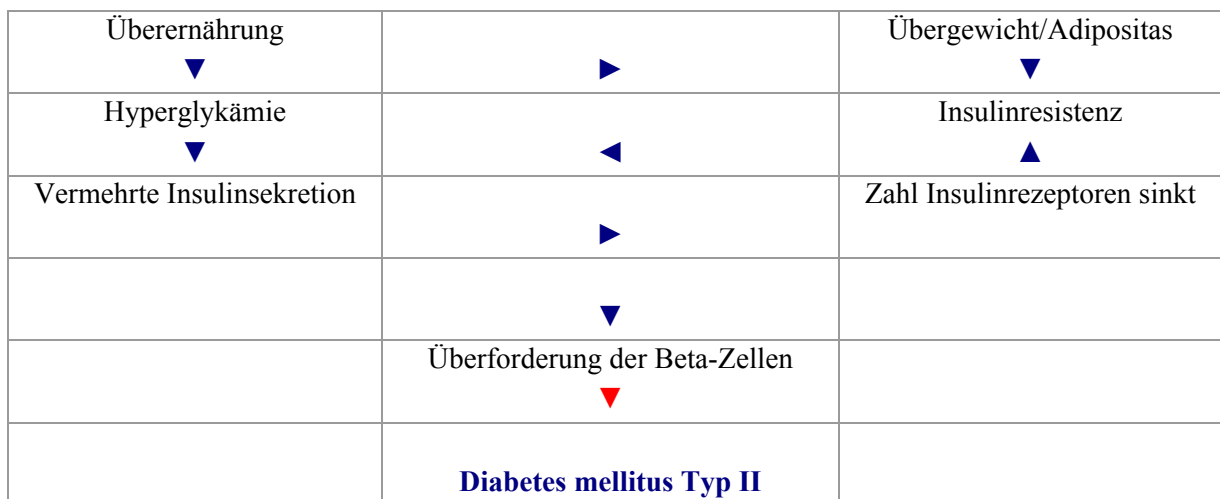 Überernährung
Übergewicht/Adipositas
▼
►
▼
Hyperglykämie
Insulinresistenz
▼
◄
▲
Vermehrte Insulinsekretion
Zahl Insulinrezeptoren sinkt
►
▼
Überforderung der Beta-Zellen
▼
Diabetes mellitus Typ II